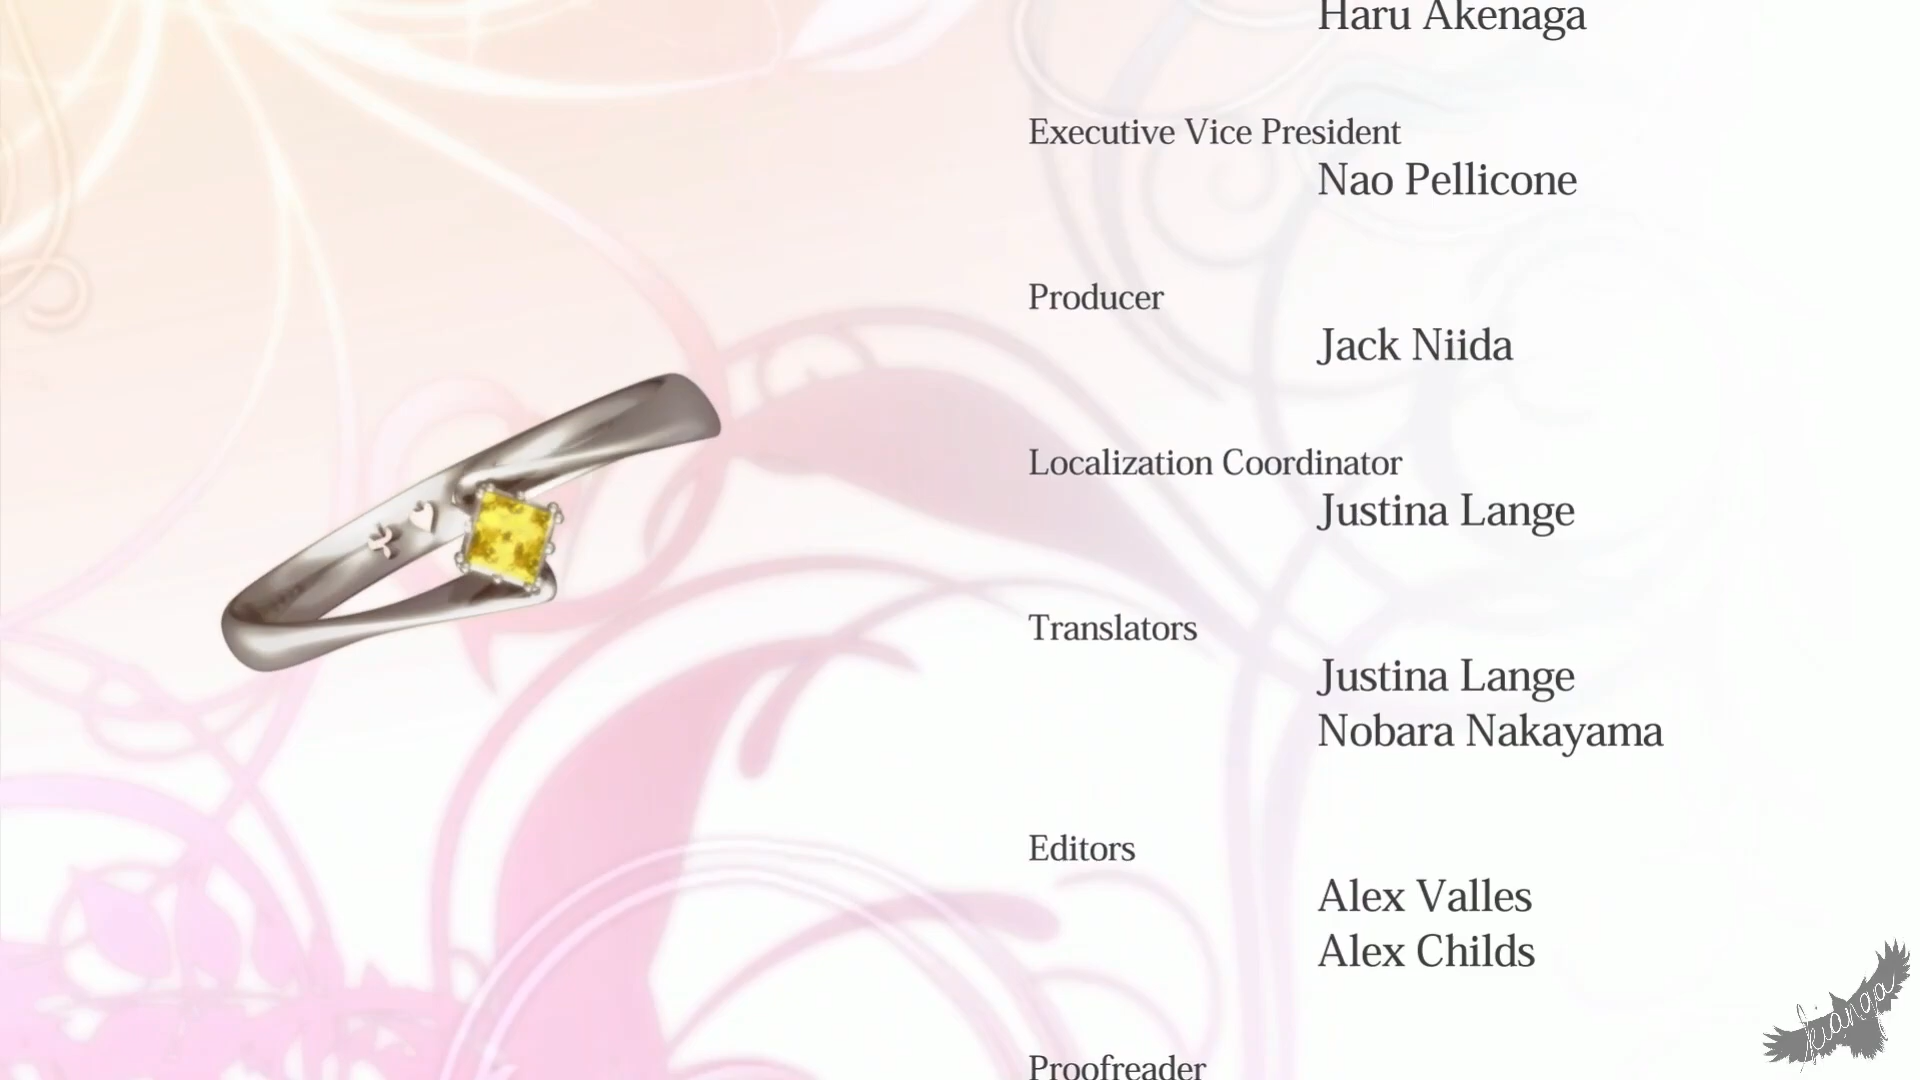 Haru Akenaga
Executive Vice President
Nao Pellicone
Producer
Jack Niida
Localization Coordinator
Justina Lange
Translators
Justina Lange
Nobara Nakayama
Editors
Alex Valles
Alex Childs
Proofreader